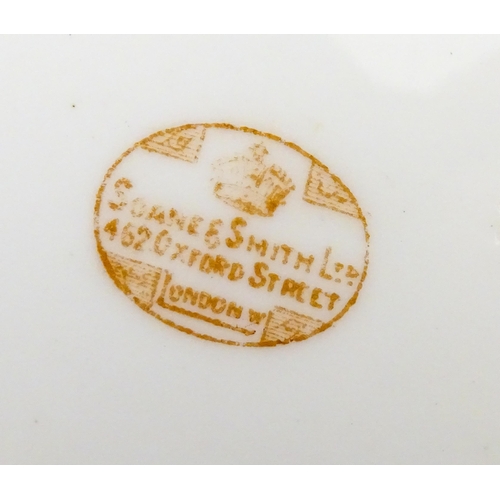 SOANE & SMITH LTD
462 OXFORD STREET
LONDON W